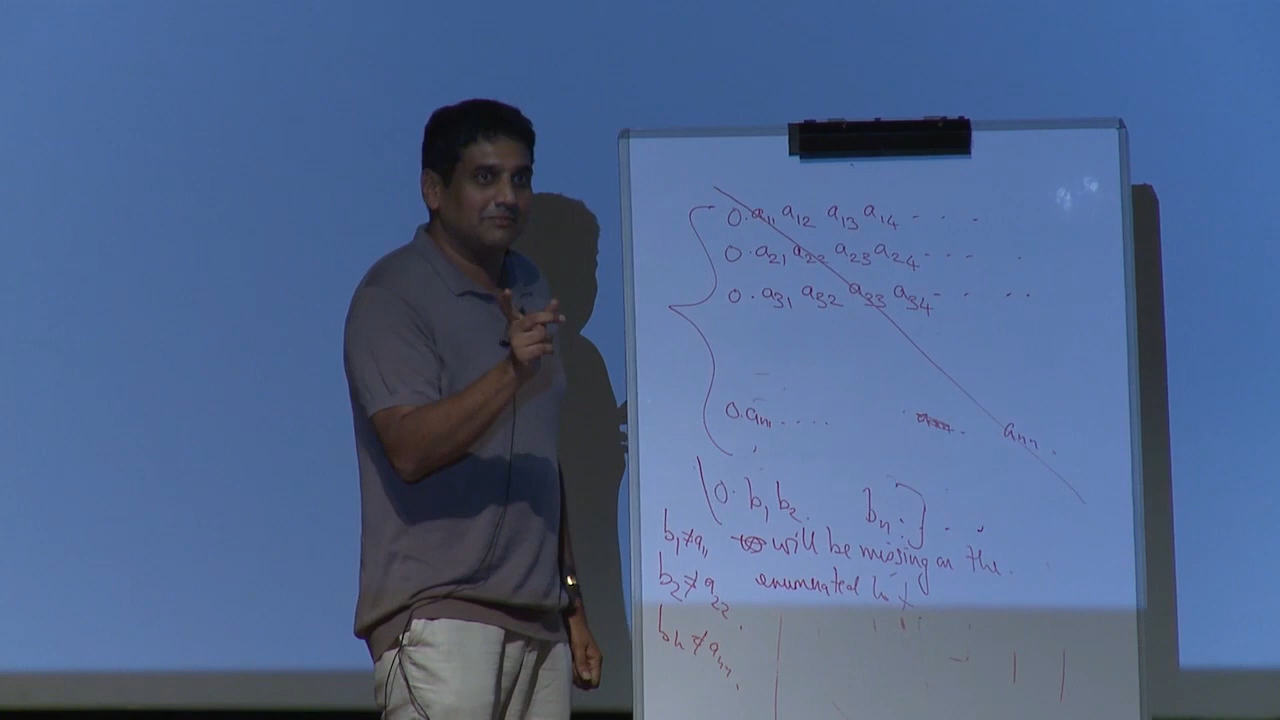 0.a₁₁ a₁₂ a₁₃ a₁₄ - - - -
0.a₂₁ a₂₂ a₂₃ a₂₄ - - - .
0.a₃₁ a₃₂ a₃₃ a₃₄ - - . .
0.aₙ₁ . . . . aₙₙ.
0.b₁ b₂. bₙ . } . . .
b₁≠a₁₁ will be missing on the.
b₂≠a₂₂. enumerated list
bₙ≠aₙₙ.